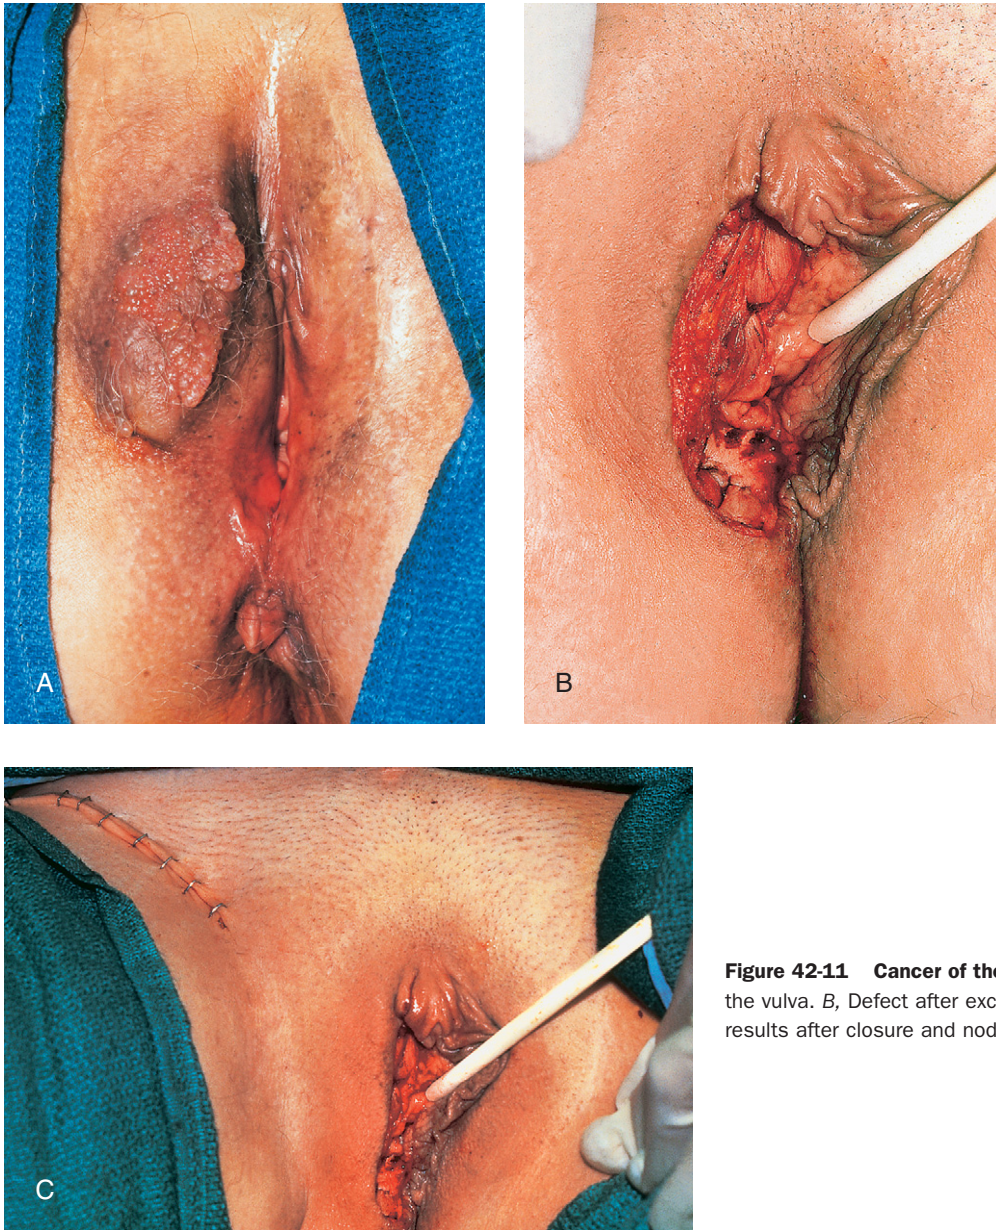 A
B
C
Figure 42-11 Cancer of the
the vulva. B, Defect after exc
results after closure and nod